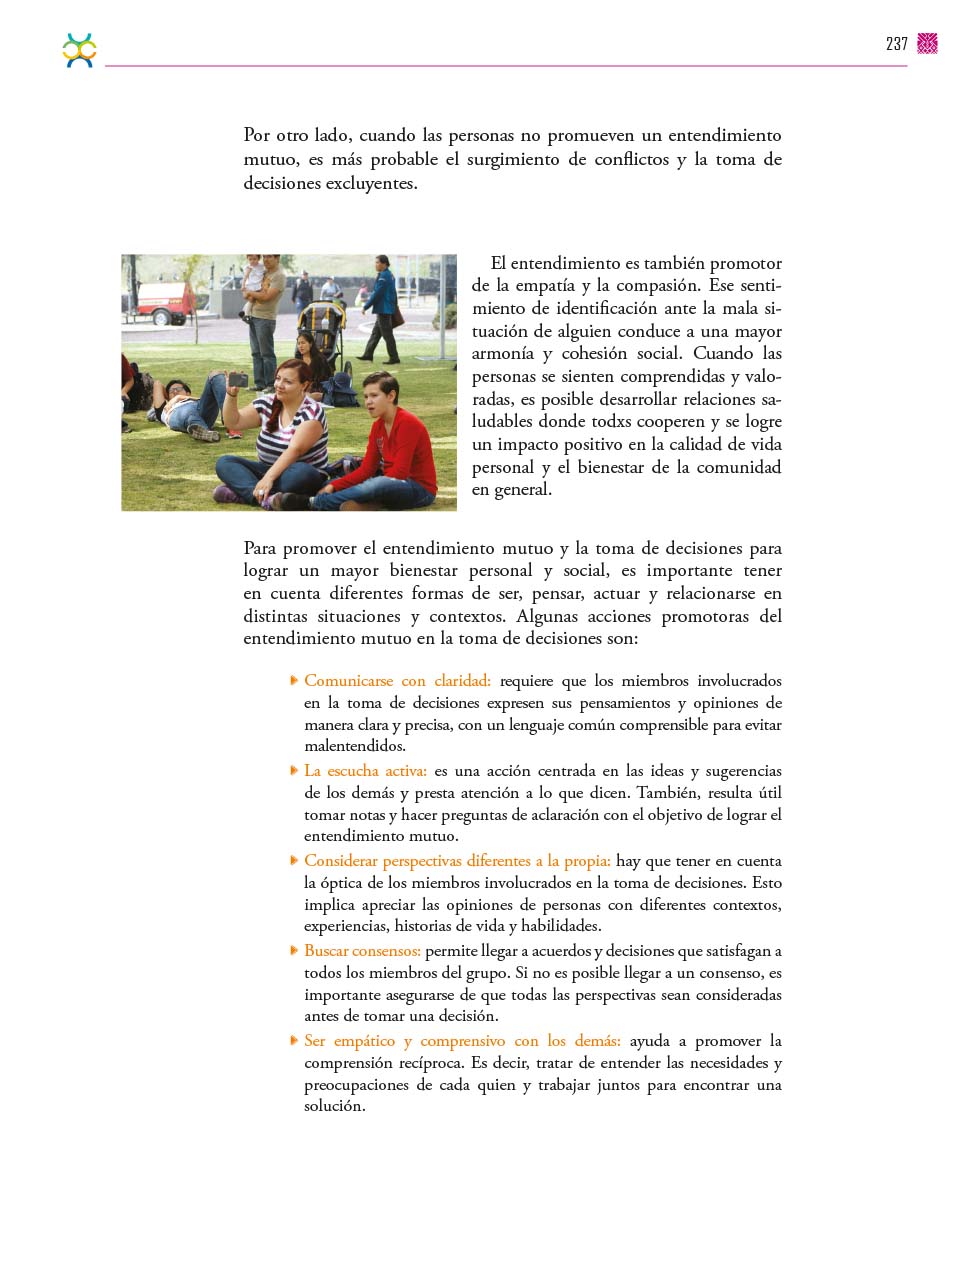 237
Por otro lado, cuando las personas no promueven un entendimiento
mutuo, es más probable el surgimiento de conflictos y la toma de
decisiones excluyentes.
El entendimiento es también promotor
de la empatía y la compasión. Ese senti-
miento de identificación ante la mala si-
tuación de alguien conduce a una mayor
armonía y cohesión social. Cuando las
personas se sienten comprendidas y valo-
radas, es posible desarrollar relaciones sa-
ludables donde todxs cooperen y se logre
un impacto positivo en la calidad de vida
personal y el bienestar de la comunidad
en general.
Para promover el entendimiento mutuo y la toma de decisiones para
lograr un mayor bienestar personal y social, es importante tener
en cuenta diferentes formas de ser, pensar, actuar y relacionarse en
distintas situaciones y contextos. Algunas acciones promotoras del
entendimiento mutuo en la toma de decisiones son:
Comunicarse con claridad: requiere que los miembros involucrados
en la toma de decisiones expresen sus pensamientos y opiniones de
manera clara y precisa, con un lenguaje común comprensible para evitar
malentendidos.
La escucha activa: es una acción centrada en las ideas y sugerencias
de los demás y presta atención a lo que dicen. También, resulta útil
tomar notas y hacer preguntas de aclaración con el objetivo de lograr el
entendimiento mutuo.
Considerar perspectivas diferentes a la propia: hay que tener en cuenta
la óptica de los miembros involucrados en la toma de decisiones. Esto
implica apreciar las opiniones de personas con diferentes contextos,
experiencias, historias de vida y habilidades.
Buscar consensos: permite llegar a acuerdos y decisiones que satisfagan a
todos los miembros del grupo. Si no es posible llegar a un consenso, es
importante asegurarse de que todas las perspectivas sean consideradas
antes de tomar una decisión.
Ser empático y comprensivo con los demás: ayuda a promover la
comprensión recíproca. Es decir, tratar de entender las necesidades y
preocupaciones de cada quien y trabajar juntos para encontrar una
solución.